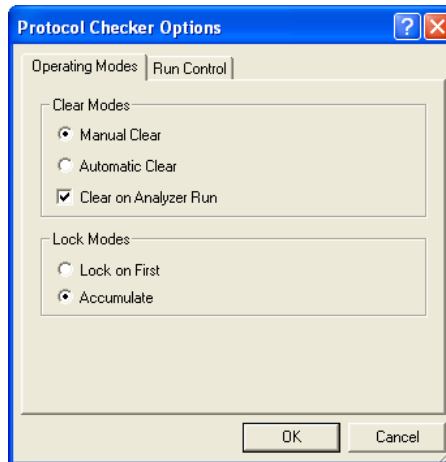 Protocol Checker Options
Operating Modes Run Control
Clear Modes
Manual Clear
Automatic Clear
Clear on Analyzer Run
Lock Modes
Lock on First
Accumulate
OK Cancel